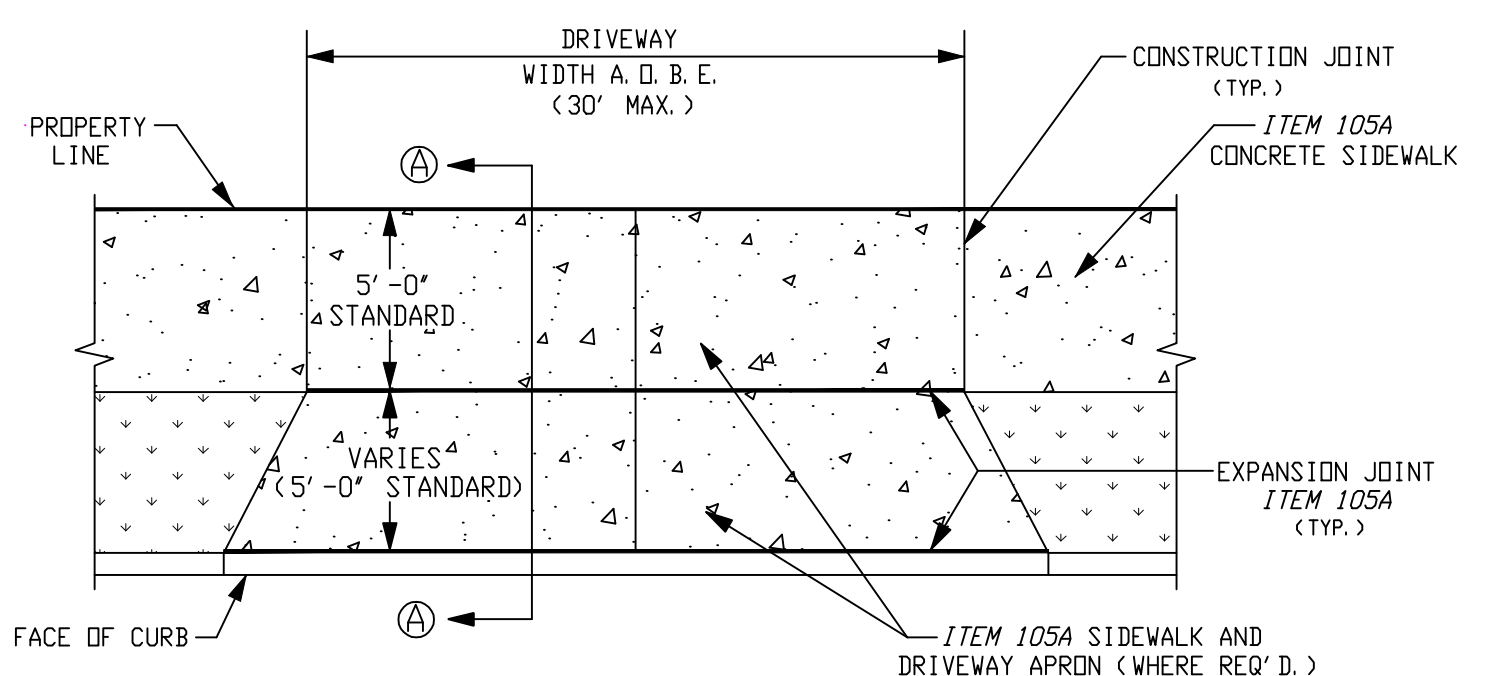 DRIVEWAY
WIDTH A.O.B.E.
(30' MAX.)
CONSTRUCTION JOINT
(TYP.)
PROPERTY
LINE
ITEM 105A
CONCRETE SIDEWALK
A
5'-0"
STANDARD
VARIES
(5'-0" STANDARD)
EXPANSION JOINT
ITEM 105A
(TYP.)
A
FACE OF CURB
ITEM 105A SIDEWALK AND
DRIVEWAY APRON (WHERE REQ'D.)